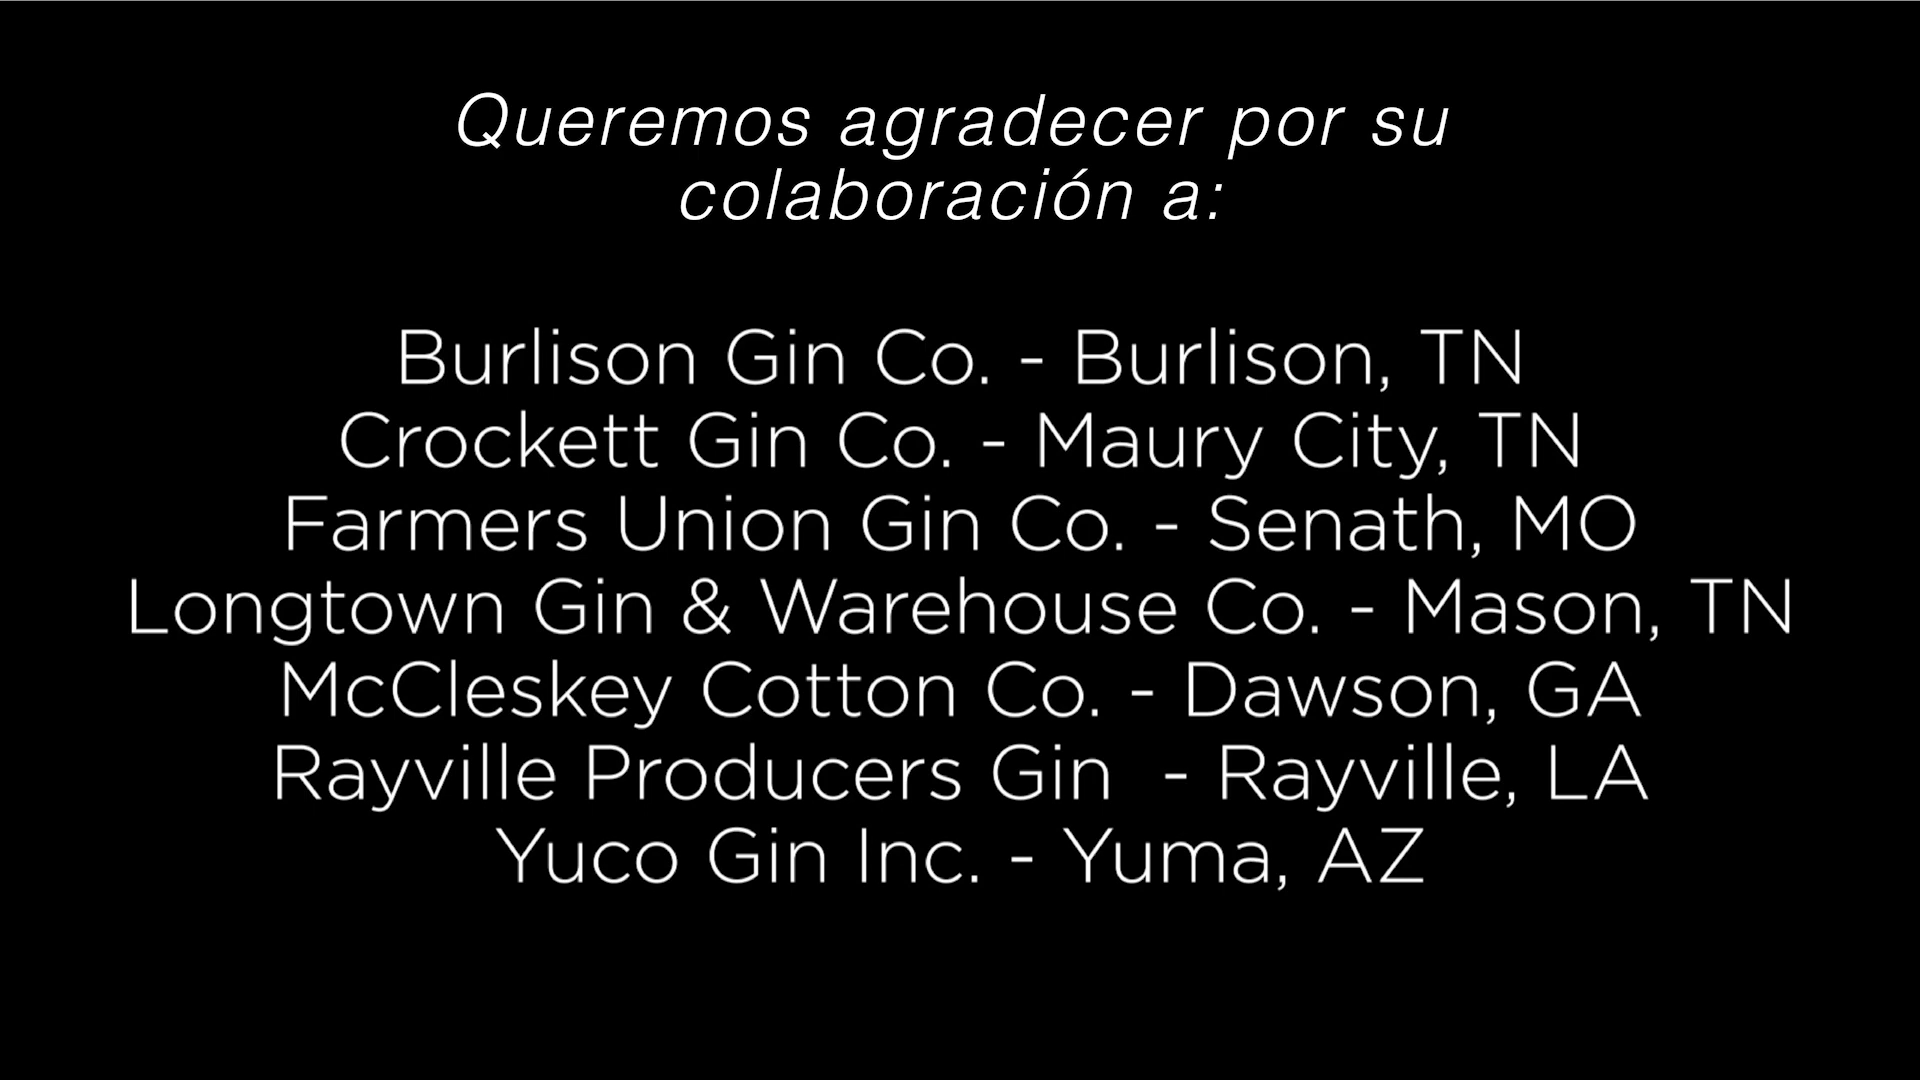 Queremos agradecer por su
colaboración a:
Burlison Gin Co. - Burlison, TN
Crockett Gin Co. - Maury City, TN
Farmers Union Gin Co. - Senath, MO
Longtown Gin & Warehouse Co. - Mason, TN
McCleskey Cotton Co. - Dawson, GA
Rayville Producers Gin  - Rayville, LA
Yuco Gin Inc. - Yuma, AZ